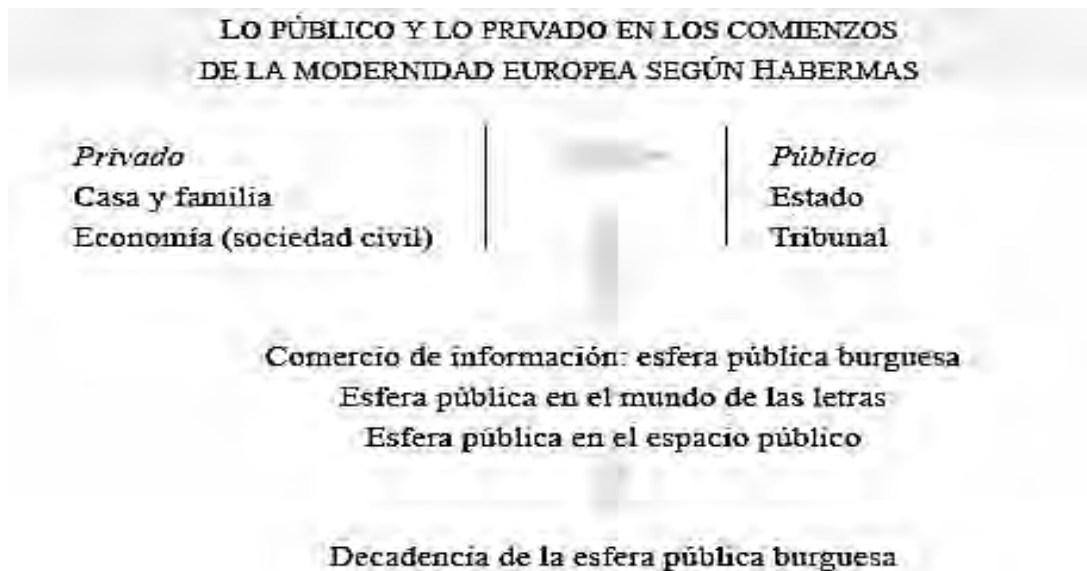 LO PÚBLICO Y LO PRIVADO EN LOS COMIENZOS
DE LA MODERNIDAD EUROPEA SEGÚN HABERMAS
Privado
Público
Casa y familia
Estado
Economía (sociedad civil)
Tribunal
Comercio de información: esfera pública burguesa
Esfera pública en el mundo de las letras
Esfera pública en el espacio público
Decadencia de la esfera pública burguesa